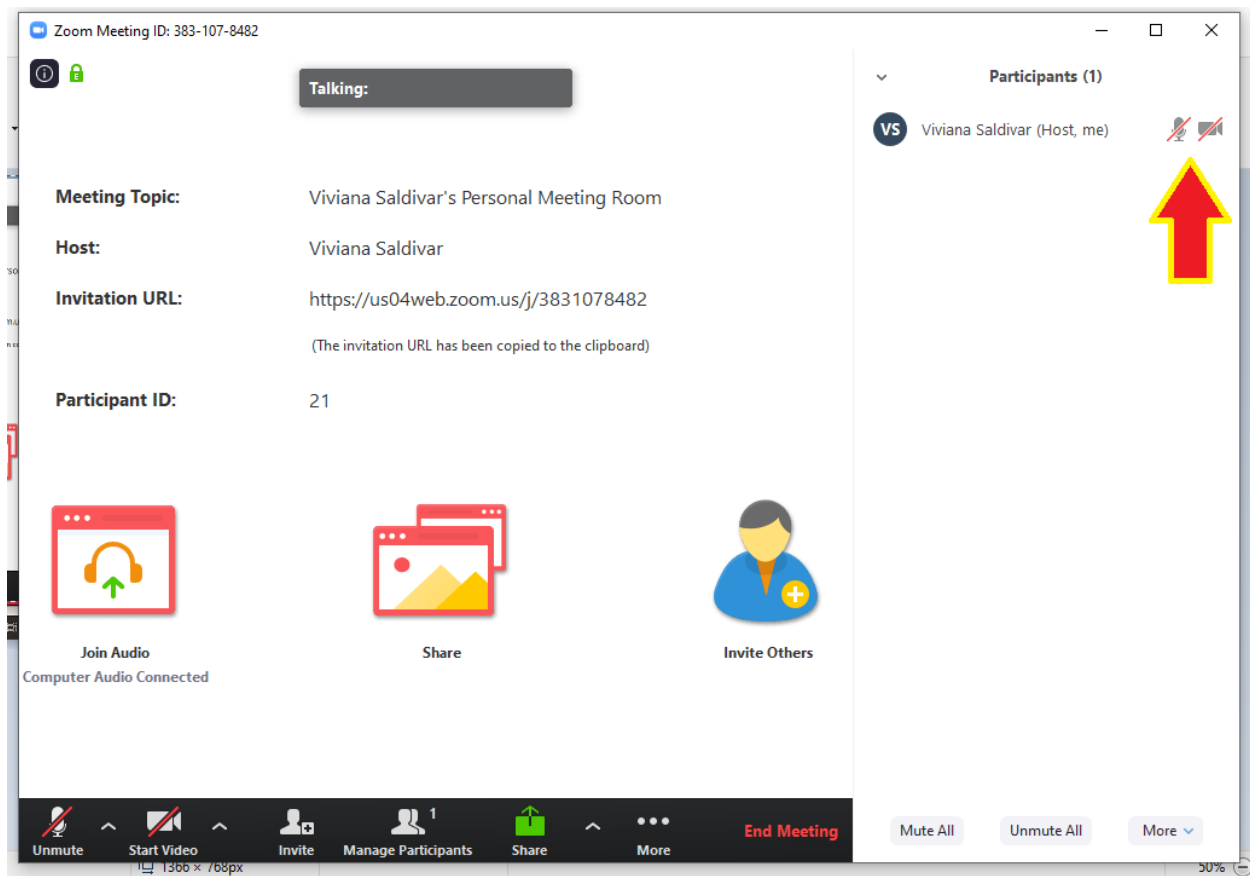 Zoom Meeting ID: 383-107-8482
Talking:
Participants (1)
VS Viviana Saldivar (Host, me)
Meeting Topic: Viviana Saldivar's Personal Meeting Room
Host: Viviana Saldivar
Invitation URL: https://us04web.zoom.us/j/3831078482
(The invitation URL has been copied to the clipboard)
Participant ID: 21
Join Audio Share Invite Others
Computer Audio Connected
1
Unmute Start Video Invite Manage Participants Share More End Meeting
Mute All Unmute All More
1366 × 768px 50%